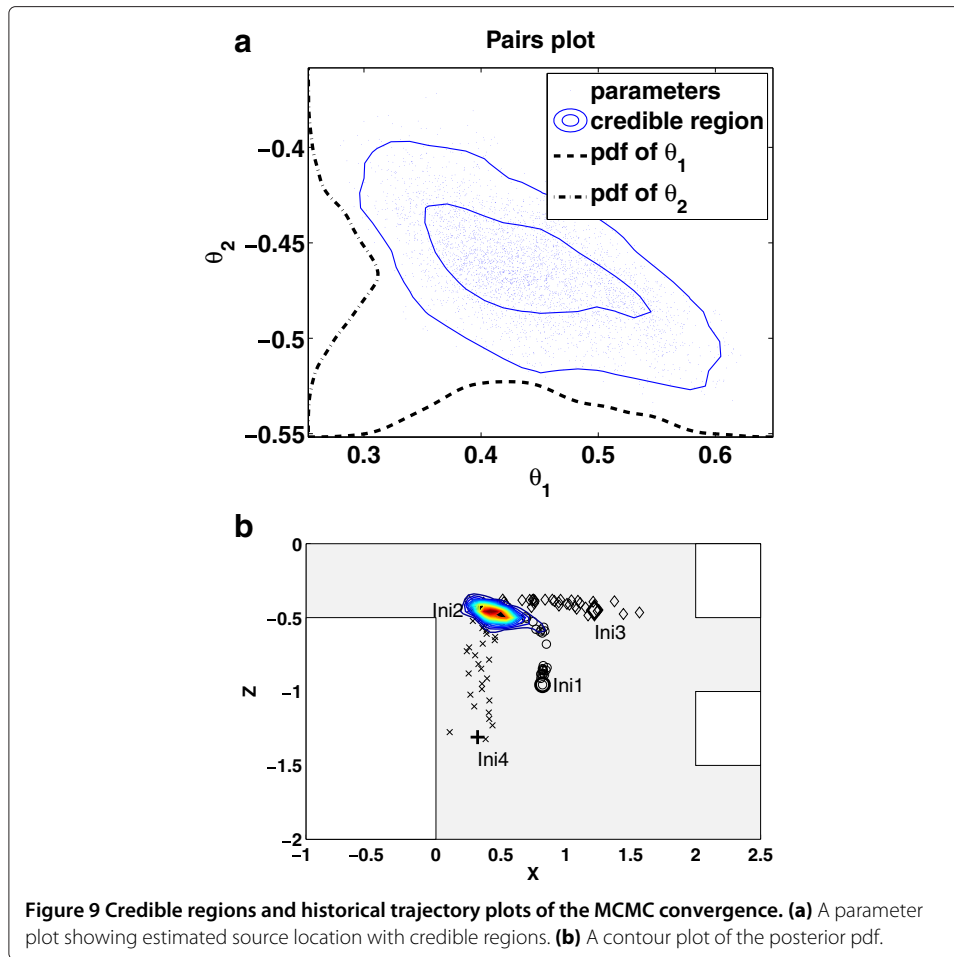 a
Pairs plot
parameters
credible region
pdf of θ1
pdf of θ2
θ2
−0.4
−0.45
−0.5
−0.55
0.3
0.4
0.5
0.6
θ1
b
0
−0.5
−1
−1.5
−2
z
Ini2
Ini3
Ini1
Ini4
−1
−0.5
0
0.5
1
1.5
2
2.5
x
Figure 9 Credible regions and historical trajectory plots of the MCMC convergence. (a) A parameter
plot showing estimated source location with credible regions. (b) A contour plot of the posterior pdf.